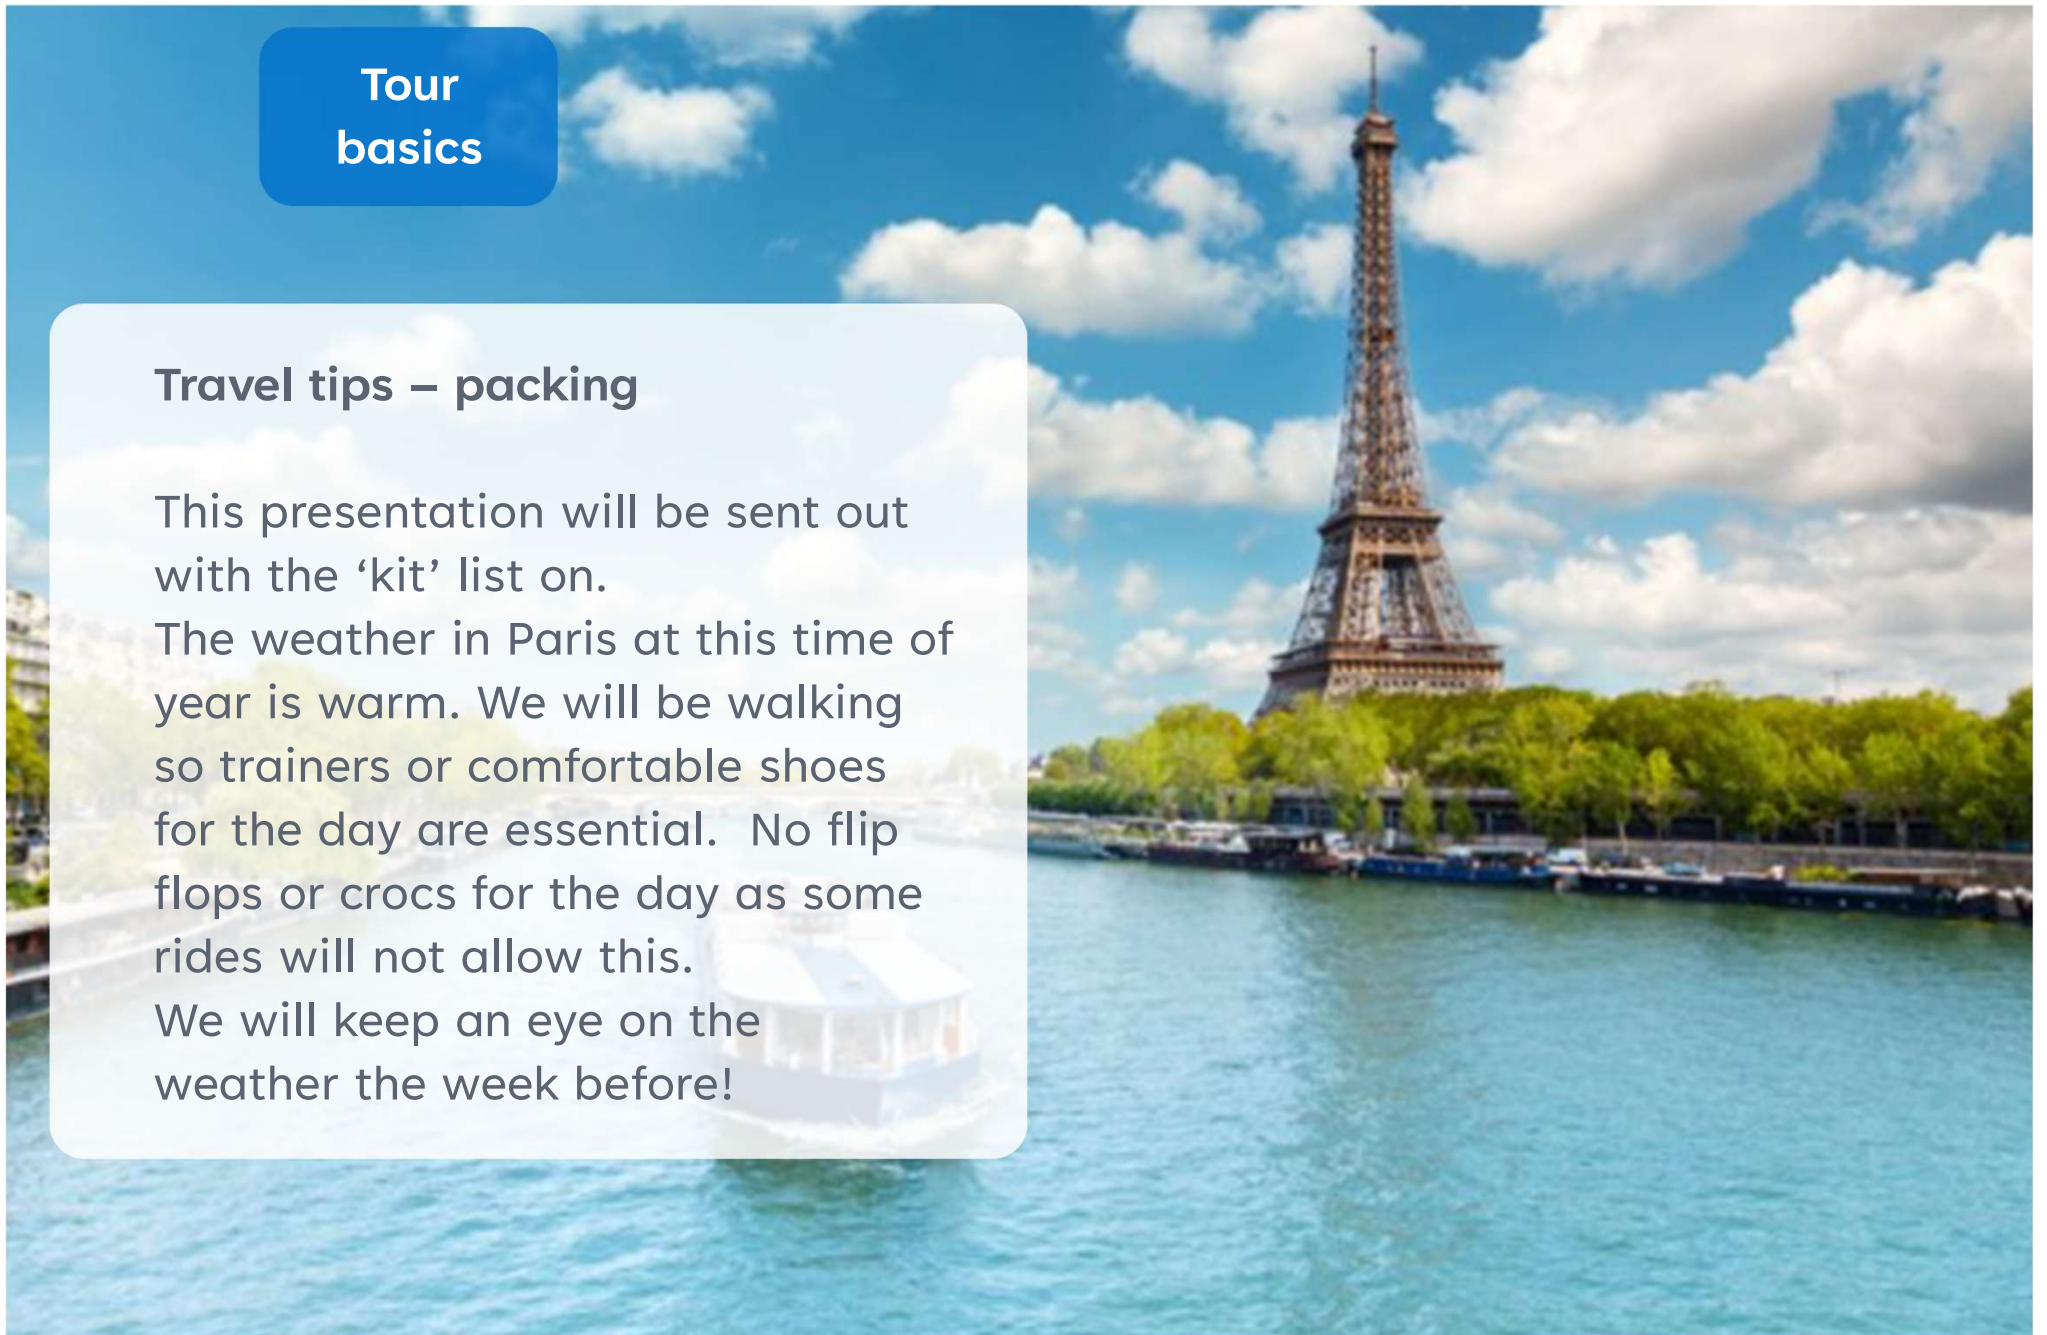 Tour
basics
Travel tips – packing
This presentation will be sent out
with the ‘kit’ list on.
The weather in Paris at this time of
year is warm. We will be walking
so trainers or comfortable shoes
for the day are essential.  No flip
flops or crocs for the day as some
rides will not allow this.
We will keep an eye on the
weather the week before!